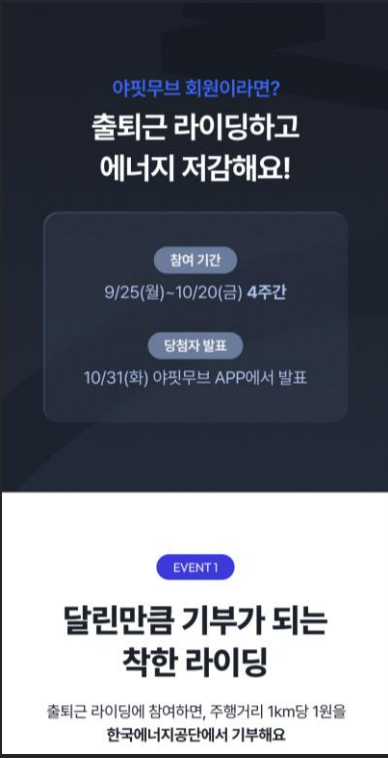 야핏무브 회원이라면?
출퇴근 라이딩하고
에너지 저감해요!
참여 기간
9/25(월)~10/20(금) 4주간
당첨자 발표
10/31(화) 야핏무브 APP에서 발표
EVENT 1
달린만큼 기부가 되는
착한 라이딩
출퇴근 라이딩에 참여하면, 주행거리 1km당 1원을
한국에너지공단에서 기부해요